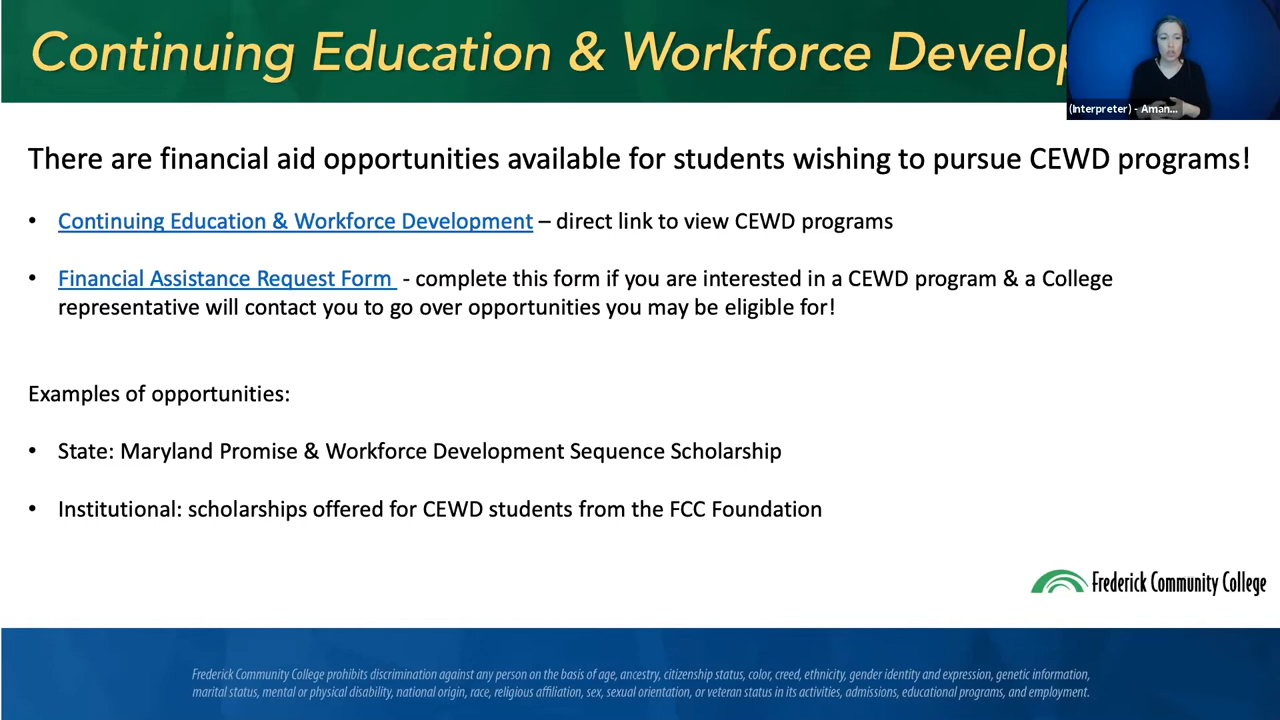 Continuing Education & Workforce Develop
(Interpreter) - Aman...
There are financial aid opportunities available for students wishing to pursue CEWD programs!
• Continuing Education & Workforce Development – direct link to view CEWD programs
• Financial Assistance Request Form - complete this form if you are interested in a CEWD program & a College
representative will contact you to go over opportunities you may be eligible for!
Examples of opportunities:
• State: Maryland Promise & Workforce Development Sequence Scholarship
• Institutional: scholarships offered for CEWD students from the FCC Foundation
Frederick Community College
Frederick Community College prohibits discrimination against any person on the basis of age, ancestry, citizenship status, color, creed, ethnicity, gender identity and expression, genetic information,
marital status, mental or physical disability, national origin, race, religious affiliation, sex, sexual orientation, or veteran status in its activities, admissions, educational programs, and employment.